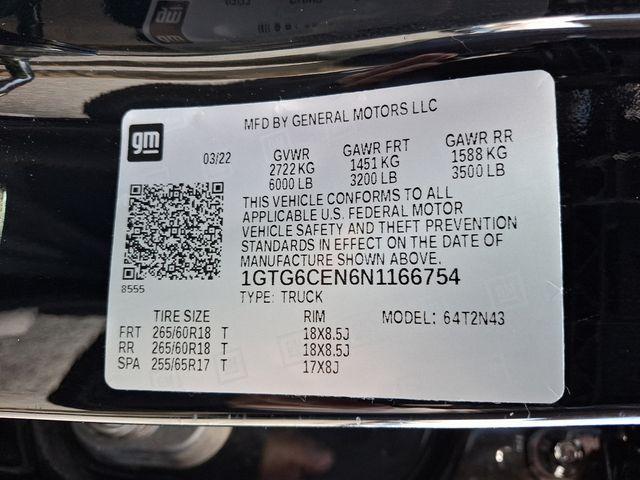 gm
MFD BY GENERAL MOTORS LLC
03/22 GVWR GAWR FRT GAWR RR
2722 KG 1451 KG 1588 KG
6000 LB 3200 LB 3500 LB
THIS VEHICLE CONFORMS TO ALL
APPLICABLE U.S. FEDERAL MOTOR
VEHICLE SAFETY AND THEFT PREVENTION
STANDARDS IN EFFECT ON THE DATE OF
MANUFACTURE SHOWN ABOVE.
8555
1GTG6CEN6N1166754
TYPE: TRUCK
TIRE SIZE RIM MODEL: 64T2N43
FRT 265/60R18 T 18X8.5J
RR 265/60R18 T 18X8.5J
SPA 255/65R17 T 17X8J